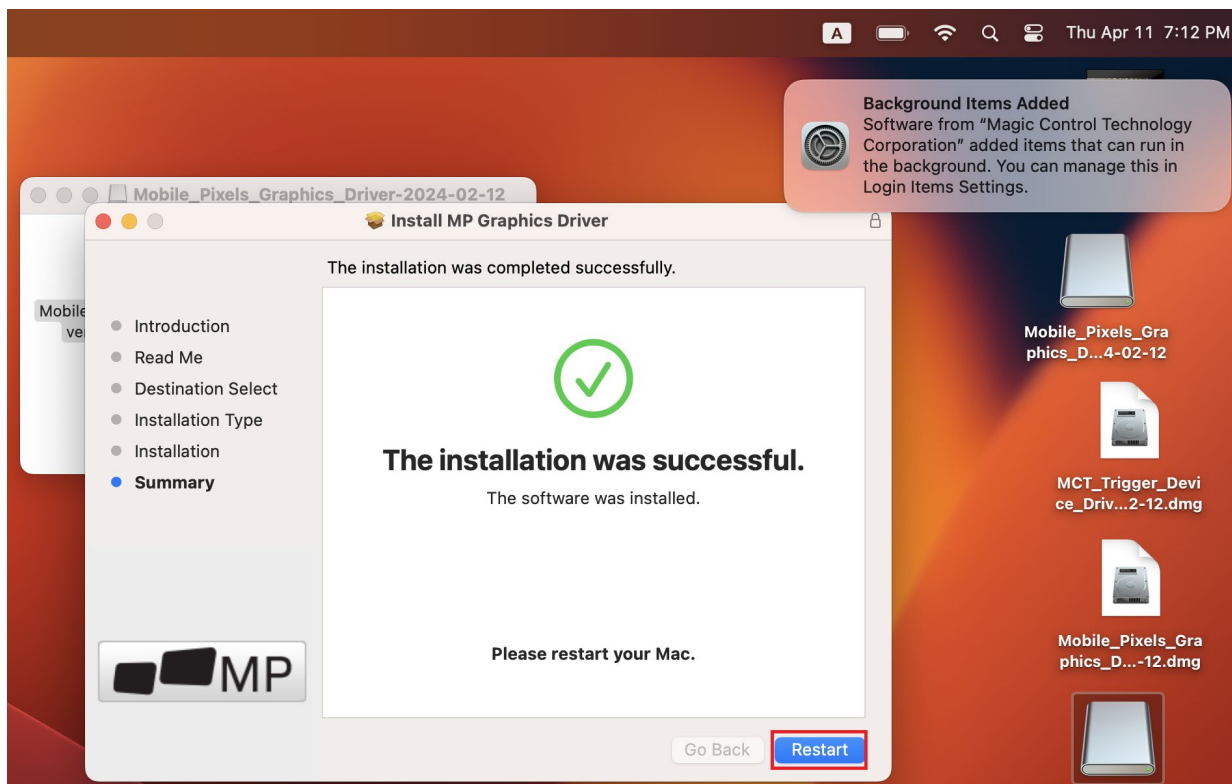 A
Thu Apr 11 7:12 PM
Background Items Added
Software from “Magic Control Technology
Corporation” added items that can run in
the background. You can manage this in
Login Items Settings.
Mobile_Pixels_Graphics_Driver-2024-02-12
Install MP Graphics Driver
The installation was completed successfully.
Mobile
ver
Introduction
Read Me
Destination Select
Installation Type
Installation
Summary
The installation was successful.
The software was installed.
Please restart your Mac.
MP
Go Back
Restart
Mobile_Pixels_Gra
phics_D...4-02-12
MCT_Trigger_Devi
ce_Driv...2-12.dmg
Mobile_Pixels_Gra
phics_D...-12.dmg